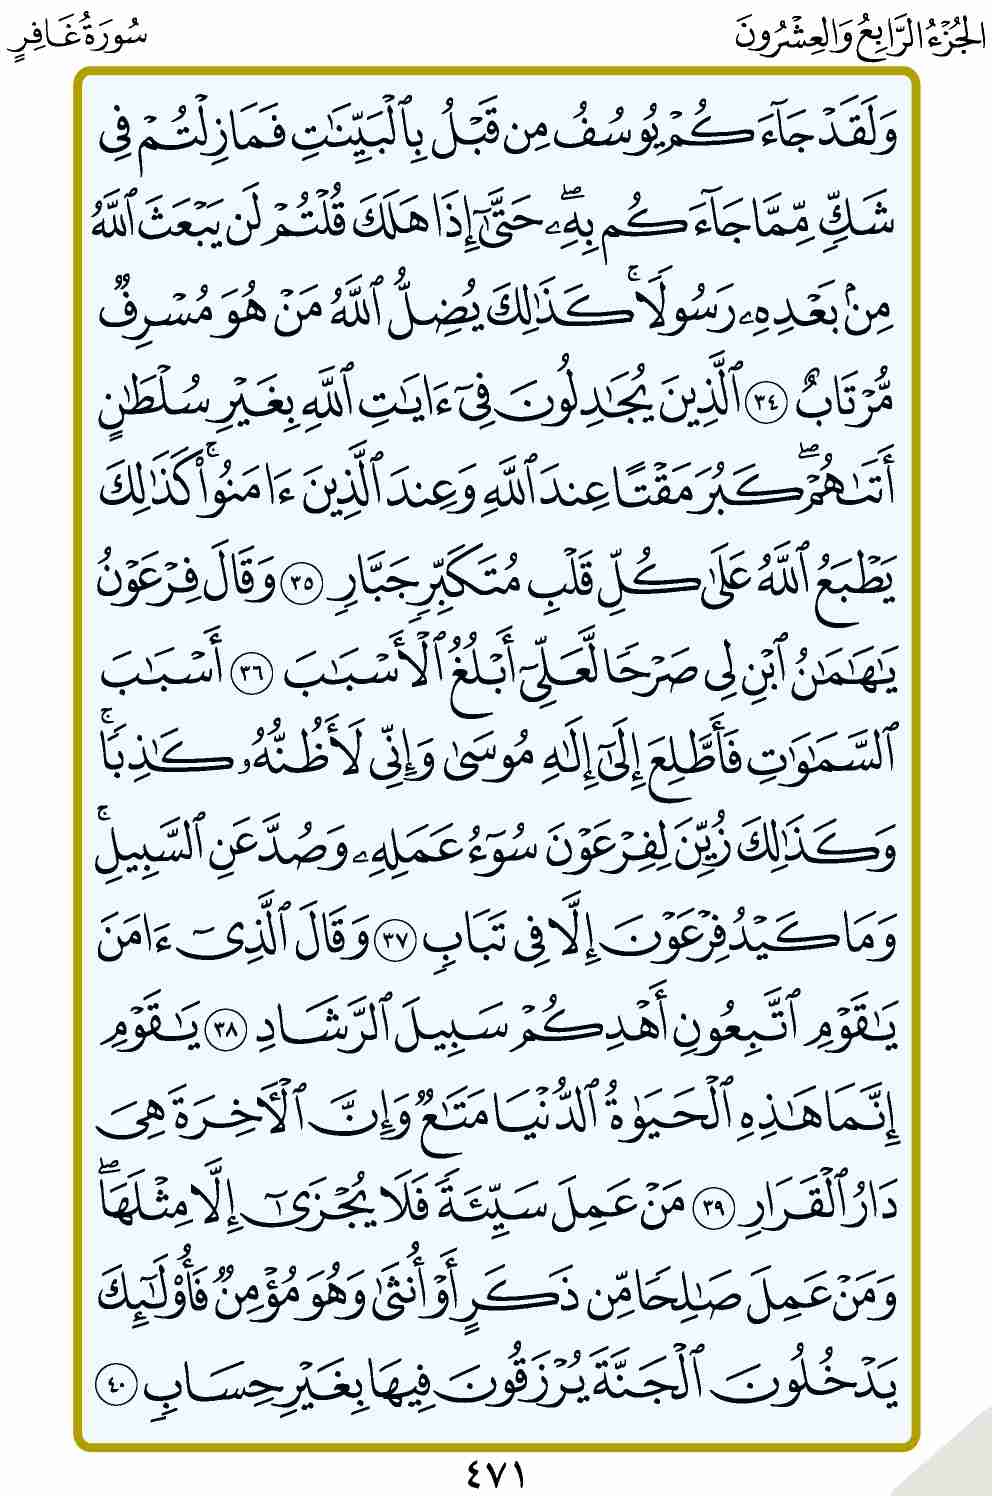 الجُزْءُ الرَّابِعُ وَالعِشْرُونَ
سُورَةُ غَافِرٍ
وَلَقَدْ جَآءَكُمْ يُوسُفُ مِن قَبْلُ بِٱلْبَيِّنَٰتِ فَمَا زِلْتُمْ فِى
شَكٍّ مِّمَّا جَآءَكُم بِهِۦۖ حَتَّىٰٓ إِذَا هَلَكَ قُلْتُمْ لَن يَبْعَثَ ٱللَّهُ
مِنۢ بَعْدِهِۦ رَسُولًاۚ كَذَٰلِكَ يُضِلُّ ٱللَّهُ مَنْ هُوَ مُسْرِفٌ
مُّرْتَابٌ ٣٤ ٱلَّذِينَ يُجَٰدِلُونَ فِىٓ ءَايَٰتِ ٱللَّهِ بِغَيْرِ سُلْطَٰنٍ
أَتَىٰهُمْۖ كَبُرَ مَقْتًا عِندَ ٱللَّهِ وَعِندَ ٱلَّذِينَ ءَامَنُوا۟ۚ كَذَٰلِكَ
يَطْبَعُ ٱللَّهُ عَلَىٰ كُلِّ قَلْبِ مُتَكَبِّرٍ جَبَّارٍ ٣٥ وَقَالَ فِرْعَوْنُ
يَٰهَٰمَٰنُ ٱبْنِ لِى صَرْحًا لَّعَلِّىٓ أَبْلُغُ ٱلْأَسْبَٰبَ ٣٦ أَسْبَٰبَ
ٱلسَّمَٰوَٰتِ فَأَطَّلِعَ إِلَىٰٓ إِلَٰهِ مُوسَىٰ وَإِنِّى لَأَظُنُّهُۥ كَٰذِبًاۚ
وَكَذَٰلِكَ زُيِّنَ لِفِرْعَوْنَ سُوٓءُ عَمَلِهِۦ وَصُدَّ عَنِ ٱلسَّبِيلِۚ
وَمَا كَيْدُ فِرْعَوْنَ إِلَّا فِى تَبَابٍ ٣٧ وَقَالَ ٱلَّذِىٓ ءَامَنَ
يَٰقَوْمِ ٱتَّبِعُونِ أَهْدِكُمْ سَبِيلَ ٱلرَّشَادِ ٣٨ يَٰقَوْمِ
إِنَّمَا هَٰذِهِ ٱلْحَيَوٰةُ ٱلدُّنْيَا مَتَٰعٌ وَإِنَّ ٱلْءَاخِرَةَ هِىَ
دَارُ ٱلْقَرَارِ ٣٩ مَنْ عَمِلَ سَيِّئَةً فَلَا يُجْزَىٰٓ إِلَّا مِثْلَهَاۖ
وَمَنْ عَمِلَ صَٰلِحًا مِّن ذَكَرٍ أَوْ أُنثَىٰ وَهُوَ مُؤْمِنٌ فَأُو۟لَٰٓئِكَ
يَدْخُلُونَ ٱلْجَنَّةَ يُرْزَقُونَ فِيهَا بِغَيْرِ حِسَابٍ ٤٠
٤٧١